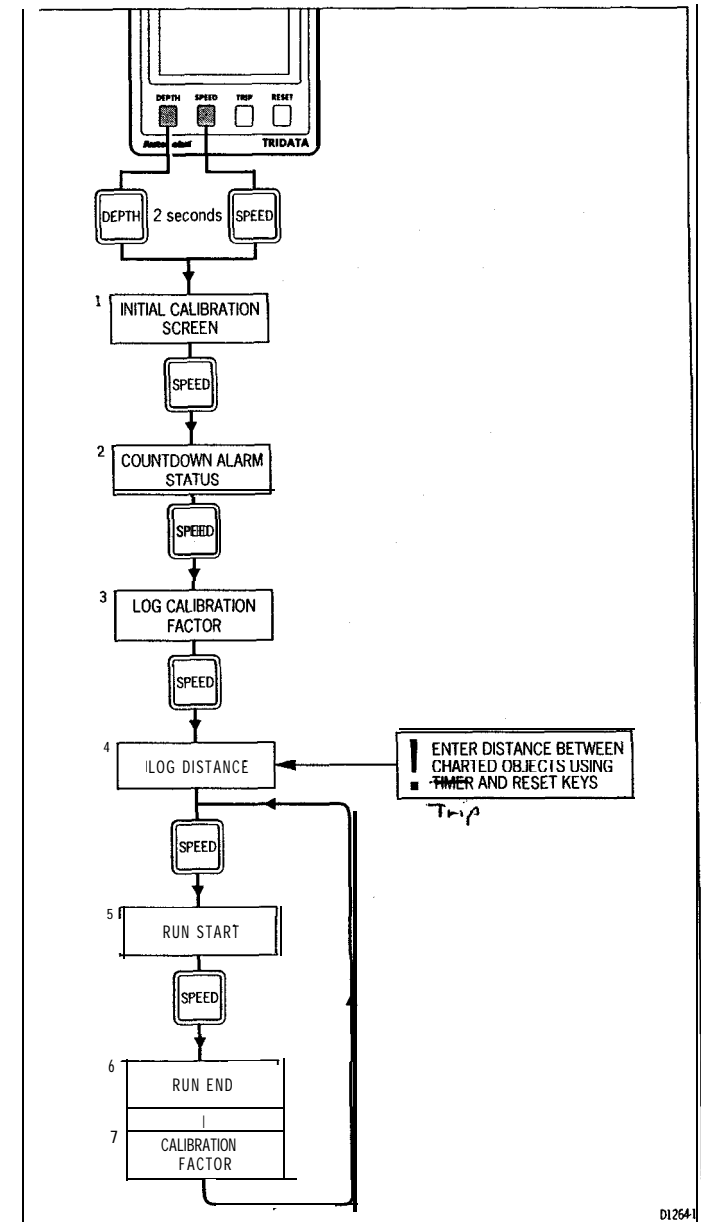 DEPTH SPEED TRIP RESET
TRIDATA
DEPTH 2 seconds SPEED
1 INITIAL CALIBRATION
SCREEN
SPEED
2 COUNTDOWN ALARM
STATUS
SPEED
3 LOG CALIBRATION
FACTOR
SPEED
4 LOG DISTANCE
! ENTER DISTANCE BETWEEN
CHARTED OBJECTS USING
TIMER AND RESET KEYS
Trip
SPEED
5 RUN START
SPEED
6 RUN END
7 CALIBRATION
FACTOR
D12641